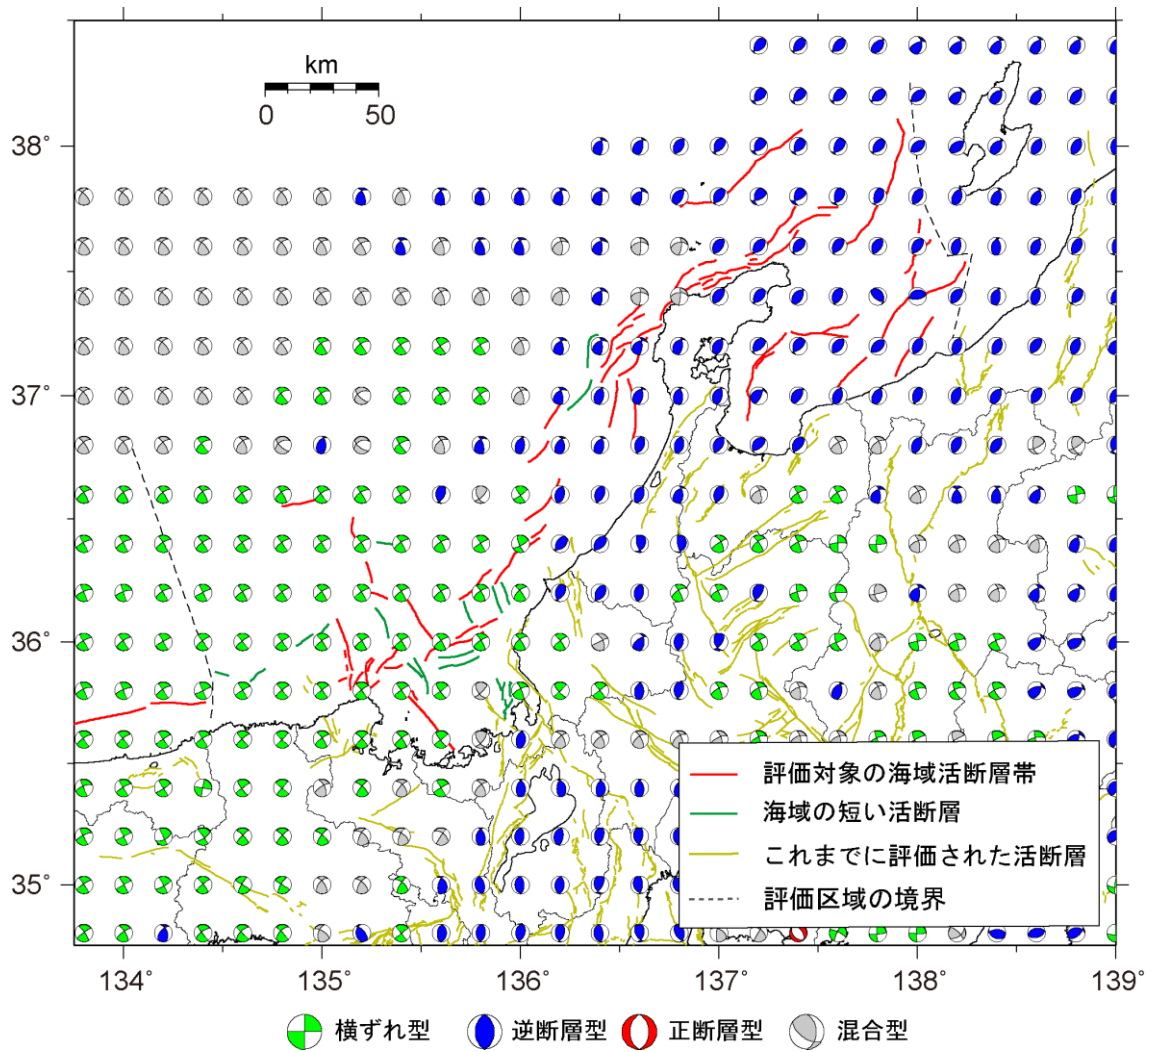 km
0 50
38°
37°
36°
35°
評価対象の海域活断層帯
海域の短い活断層
これまでに評価された活断層
評価区域の境界
134° 135° 136° 137° 138° 139°
横ずれ型 逆断層型 正断層型 混合型